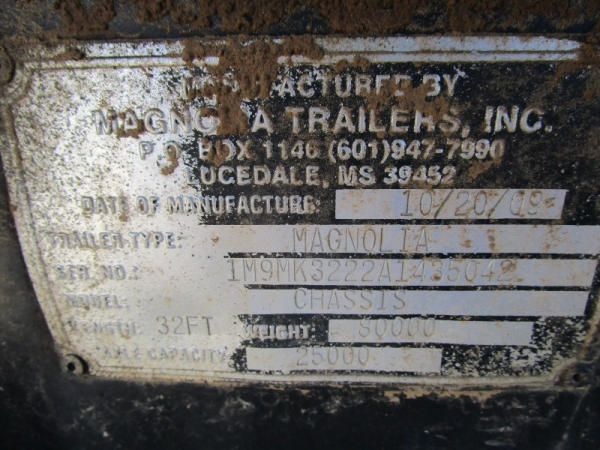 MANUFACTURED BY
MAGNOLIA TRAILERS, INC.
P.O. BOX 1146 (601)947-7990
LUCEDALE, MS 39452
DATE OF MANUFACTURE: 10/20/09
TRAILER TYPE: MAGNOLIA
SER. NO.: 1M9MK3222A1435042
MODEL: CHASSIS
LENGTH: 32FT WEIGHT: 80000
AXLE CAPACITY 25000